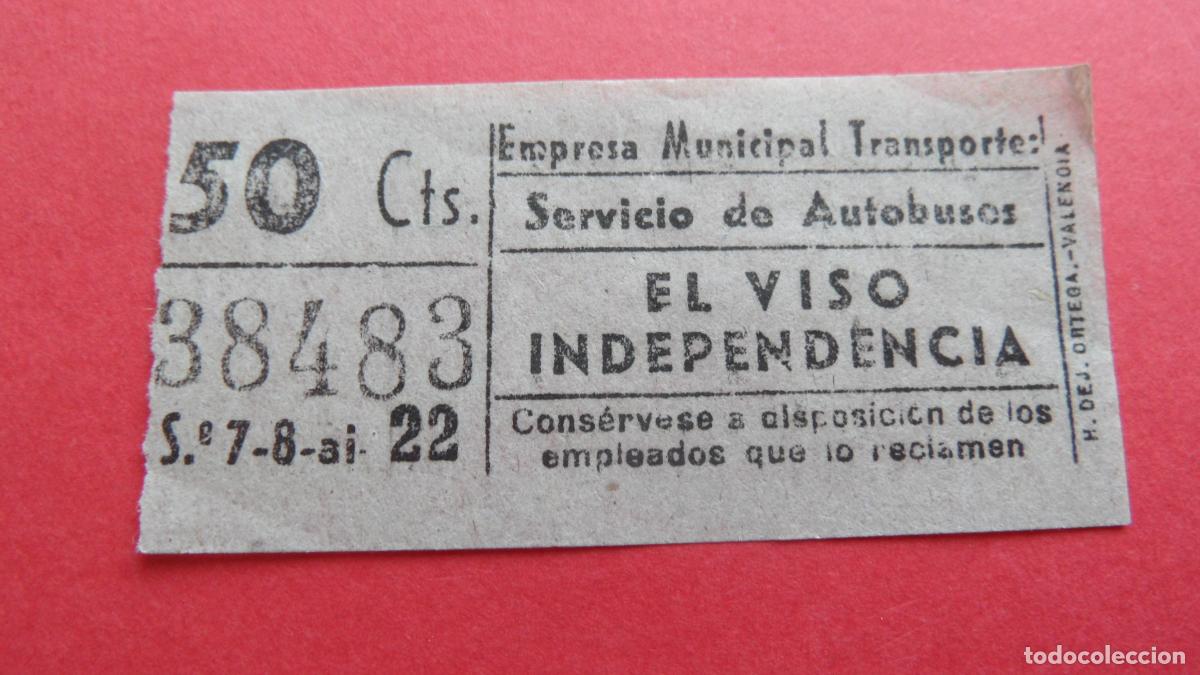 50 Cts.
38483
S.e 7-8-ai- 22
Empresa Municipal Transportes
Servicio de Autobuses
EL VISO
INDEPENDENCIA
Consérvese a disposición de los
empleados que lo reclamen
H. DE J. ORTEGA.-VALENCIA
todocoleccion